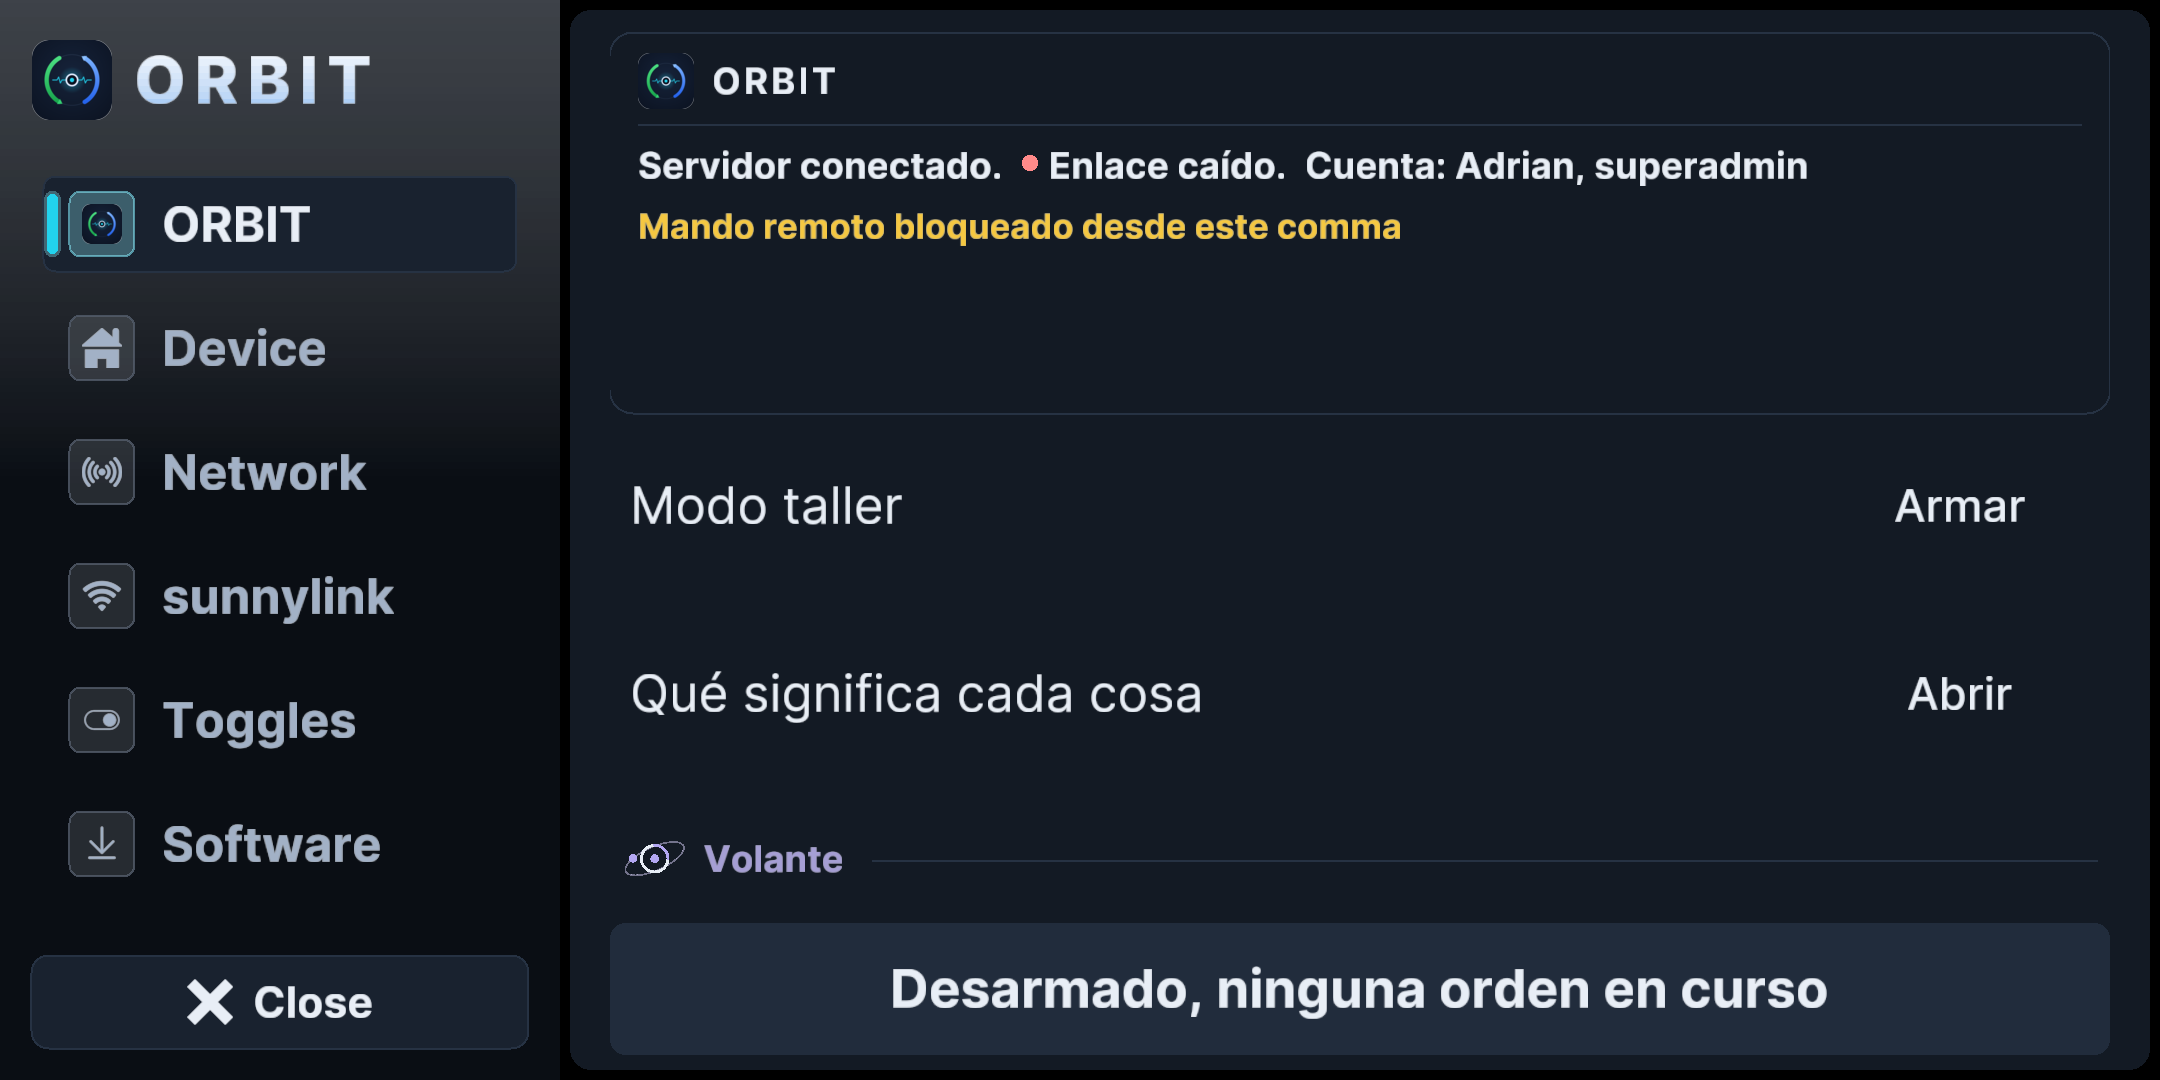 ORBIT
ORBIT
Device
Network
sunnylink
Toggles
Software
Close
ORBIT
Servidor conectado. Enlace caído. Cuenta: Adrian, superadmin
Mando remoto bloqueado desde este comma
Modo taller Armar
Qué significa cada cosa Abrir
Volante
Desarmado, ninguna orden en curso